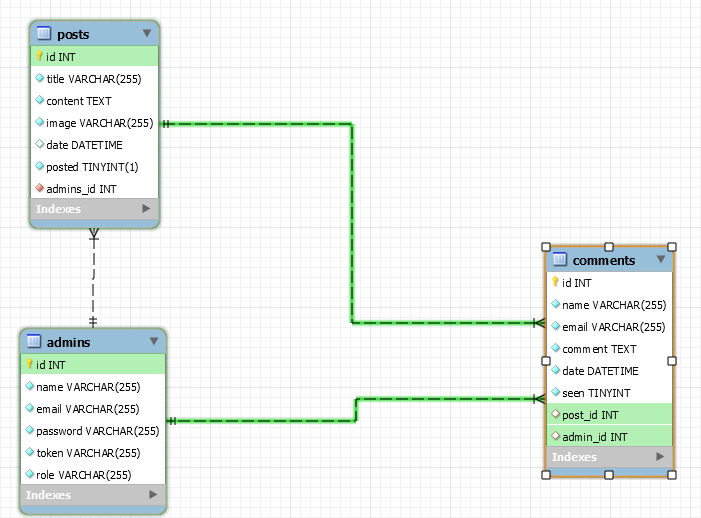 posts
id INT
title VARCHAR(255)
content TEXT
image VARCHAR(255)
date DATETIME
posted TINYINT(1)
admins_id INT
Indexes
admins
id INT
name VARCHAR(255)
email VARCHAR(255)
password VARCHAR(255)
token VARCHAR(255)
role VARCHAR(255)
Indexes
comments
id INT
name VARCHAR(255)
email VARCHAR(255)
comment TEXT
date DATETIME
seen TINYINT
post_id INT
admin_id INT
Indexes